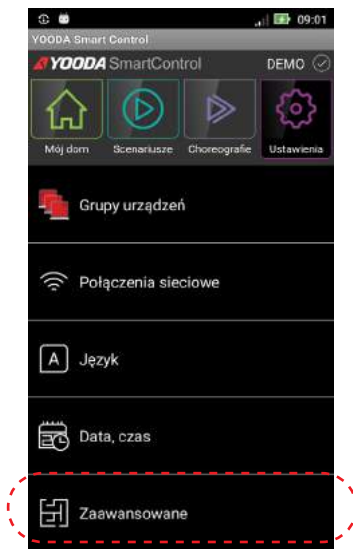 09:01
YOODA Smart Control
YOODA SmartControl DEMO
Mój dom Scenariusze Choreografie Ustawienia
Grupy urządzeń
Połączenia sieciowe
A Język
Data, czas
Zaawansowane